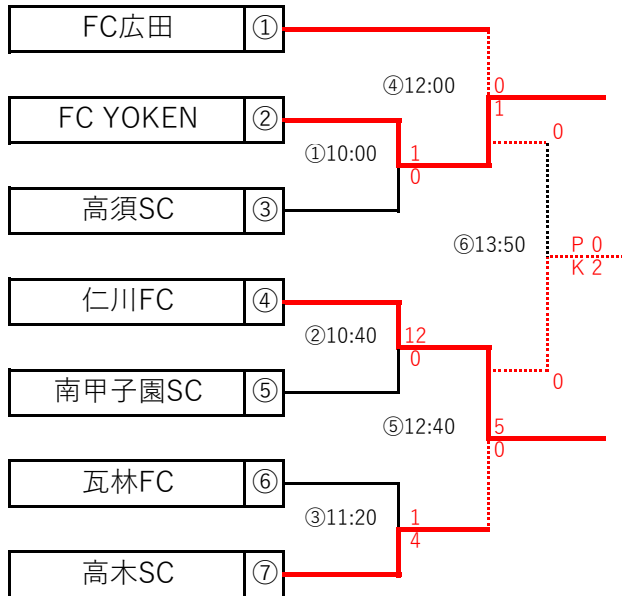 FC広田 ①
④12:00 0
1
FC YOKEN ②
0
①10:00 1
0
高須SC ③
⑥13:50 P 0
K 2
仁川FC ④
②10:40 12
0
南甲子園SC ⑤
0
⑤12:40 5
0
瓦林FC ⑥
③11:20 1
4
高木SC ⑦